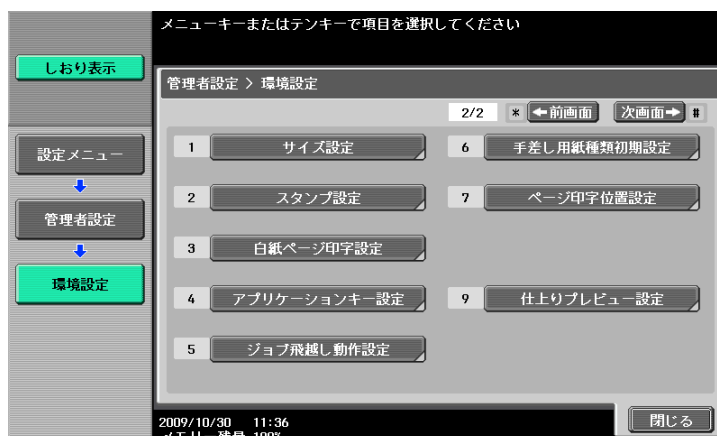 メニューキーまたはテンキーで項目を選択してください
しおり表示
管理者設定 > 環境設定
2/2 * ←前画面 次画面→ #
設定メニュー
管理者設定
環境設定
1 サイズ設定
2 スタンプ設定
3 白紙ページ印字設定
4 アプリケーションキー設定
5 ジョブ飛越し動作設定
6 手差し用紙種類初期設定
7 ページ印字位置設定
9 仕上りプレビュー設定
2009/10/30 11:36
メモリー残量 100%
閉じる